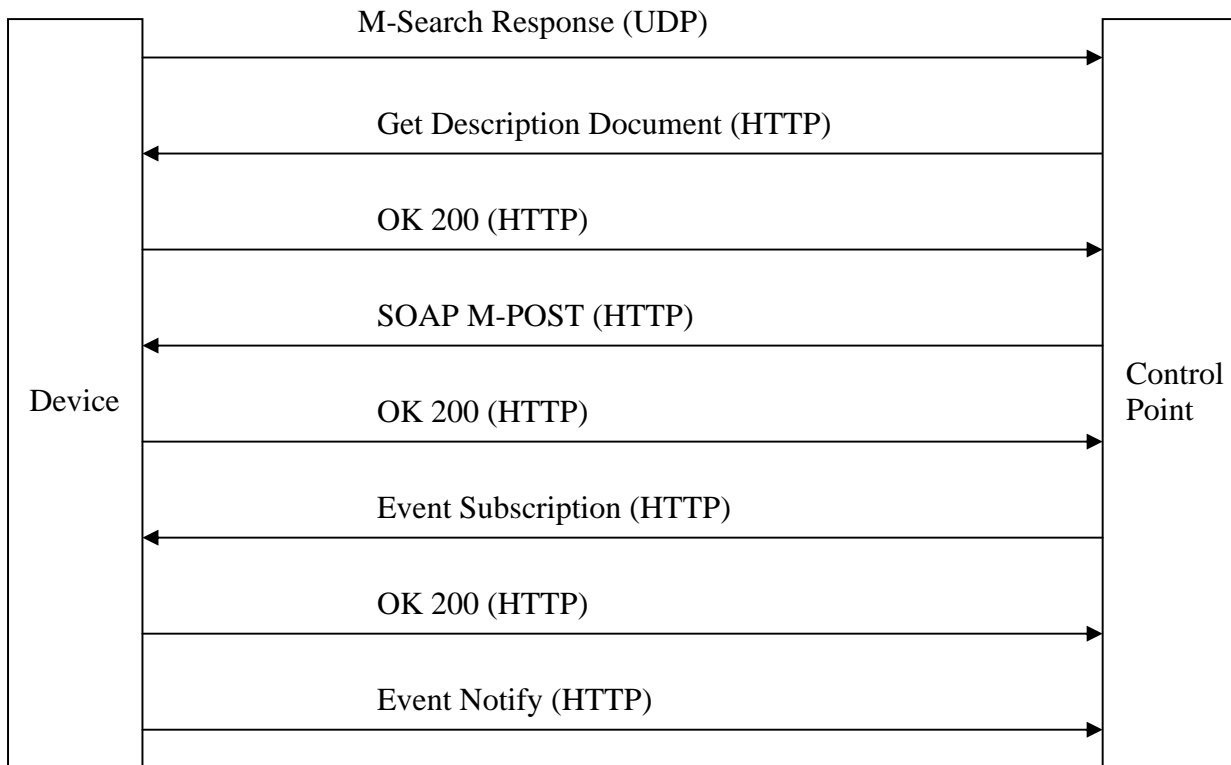 M-Search Response (UDP)
Get Description Document (HTTP)
OK 200 (HTTP)
SOAP M-POST (HTTP)
Device
Control
Point
OK 200 (HTTP)
Event Subscription (HTTP)
OK 200 (HTTP)
Event Notify (HTTP)